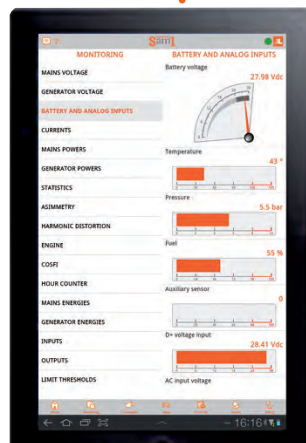 Sam1
MONITORING
MAINS VOLTAGE
GENERATOR VOLTAGE
BATTERY AND ANALOG INPUTS
CURRENTS
MAINS POWERS
GENERATOR POWERS
STATISTICS
ASIMMETRY
HARMONIC DISTORTION
ENGINE
COSFI
HOUR COUNTER
MAINS ENERGIES
GENERATOR ENERGIES
INPUTS
OUTPUTS
LIMIT THRESHOLDS
BATTERY AND ANALOG INPUTS
Battery voltage
27.98 Vdc
Temperature
43 °
Pressure
5.5 bar
Fuel
55 %
Auxiliary sensor
0
D+ voltage input
28.41 Vdc
AC input voltage
16:16